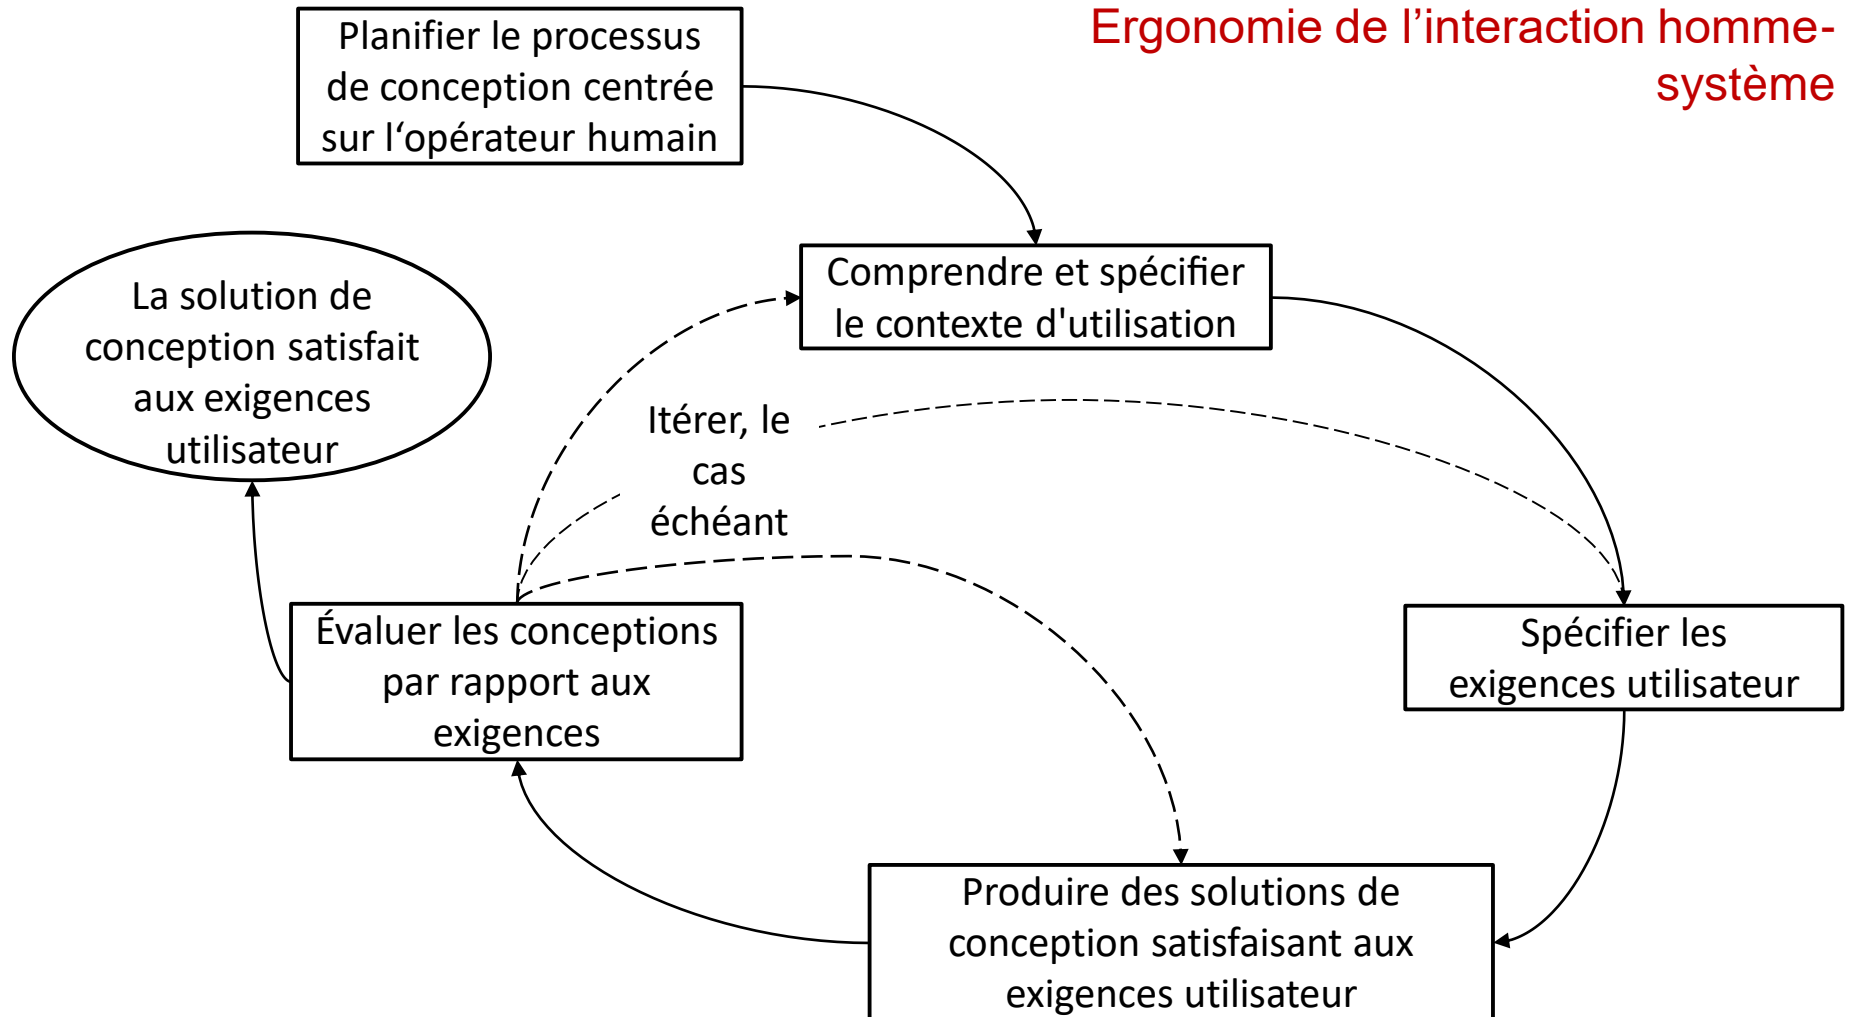 Ergonomie de l’interaction homme-
système
Planifier le processus
de conception centrée
sur l‘opérateur humain
Comprendre et spécifier
le contexte d'utilisation
La solution de
conception satisfait
aux exigences
utilisateur
Itérer, le
cas
échéant
Évaluer les conceptions
par rapport aux
exigences
Spécifier les
exigences utilisateur
Produire des solutions de
conception satisfaisant aux
exigences utilisateur